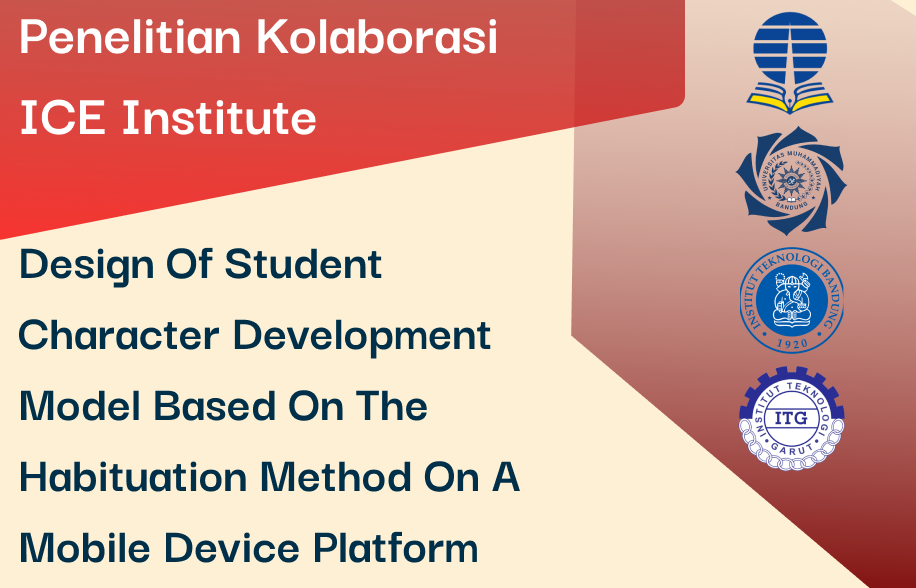 Penelitian Kolaborasi
ICE Institute
Design Of Student
Character Development
Model Based On The
Habituation Method On A
Mobile Device Platform
UNIVERSITAS MUHAMMADIYAH
BANDUNG
INSTITUT TEKNOLOGI BANDUNG
1920
INSTITUT TEKNOLOGI
ITG
GARUT